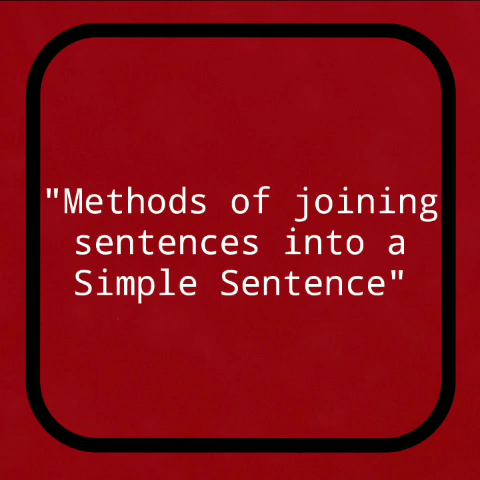 "Methods of joining
sentences into a
Simple Sentence"